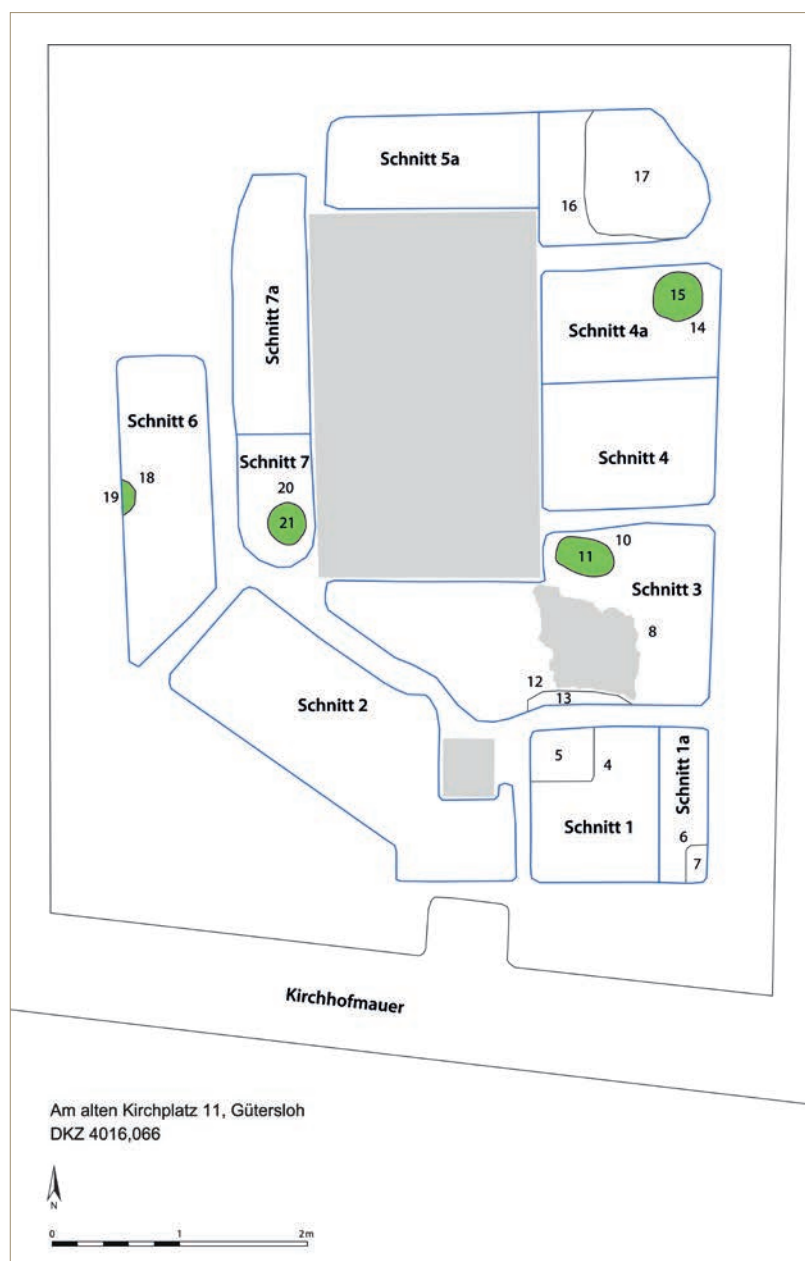 Schnitt 5a
16
17
Schnitt 7a
15
Schnitt 4a
14
Schnitt 6
Schnitt 4
Schnitt 7
18
19
20
21
10
11
Schnitt 3
8
12
13
Schnitt 2
5
4
Schnitt 1a
Schnitt 1
6
7
Kirchhofmauer
Am alten Kirchplatz 11, Gütersloh
DKZ 4016,066
N
0 1 2m